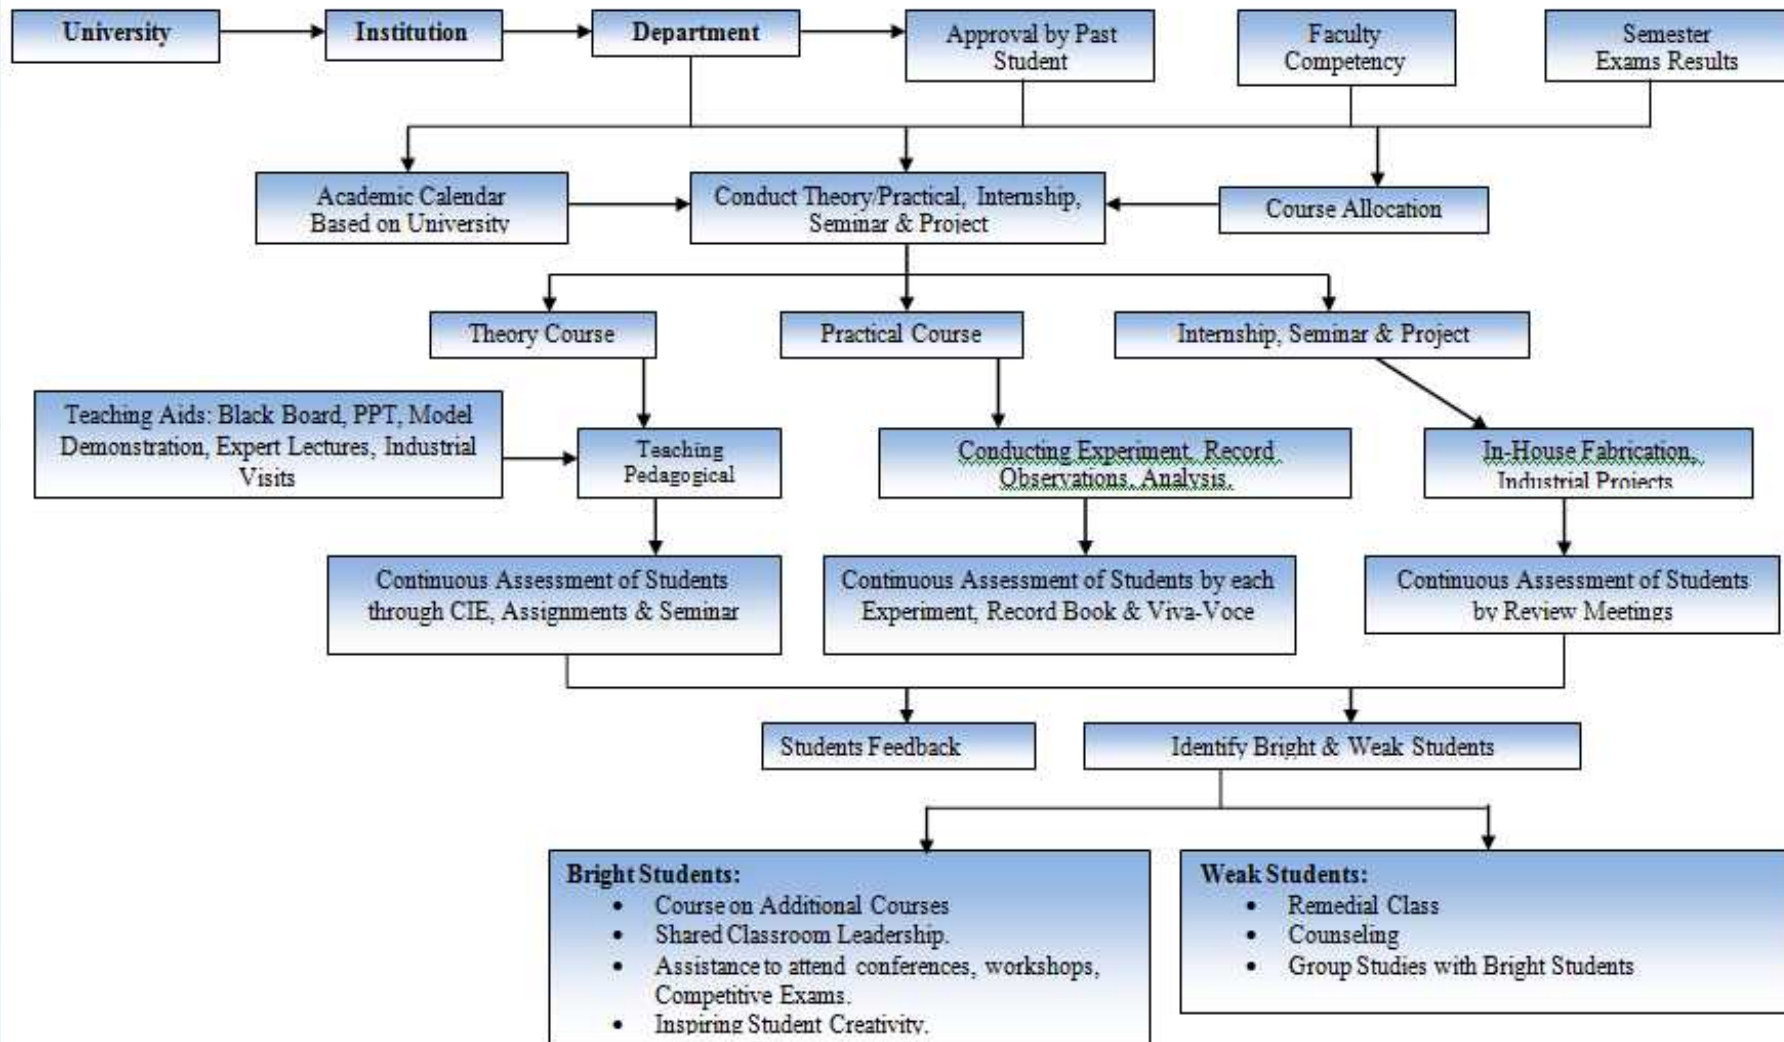 University
Institution
Department
Approval by Past
Student
Faculty
Competency
Semester
Exams Results
Academic Calendar
Based on University
Conduct Theory/Practical, Internship,
Seminar & Project
Course Allocation
Theory Course
Practical Course
Internship, Seminar & Project
Teaching Aids: Black Board, PPT, Model
Demonstration, Expert Lectures, Industrial
Visits
Teaching
Pedagogical
Conducting Experiment, Record
Observations, Analysis.
In-House Fabrication,
Industrial Projects
Continuous Assessment of Students
through CIE, Assignments & Seminar
Continuous Assessment of Students by each
Experiment, Record Book & Viva-Voce
Continuous Assessment of Students
by Review Meetings
Students Feedback
Identify Bright & Weak Students
Bright Students:
• Course on Additional Courses
• Shared Classroom Leadership.
• Assistance to attend conferences, workshops,
Competitive Exams.
• Inspiring Student Creativity.
Weak Students:
• Remedial Class
• Counseling
• Group Studies with Bright Students